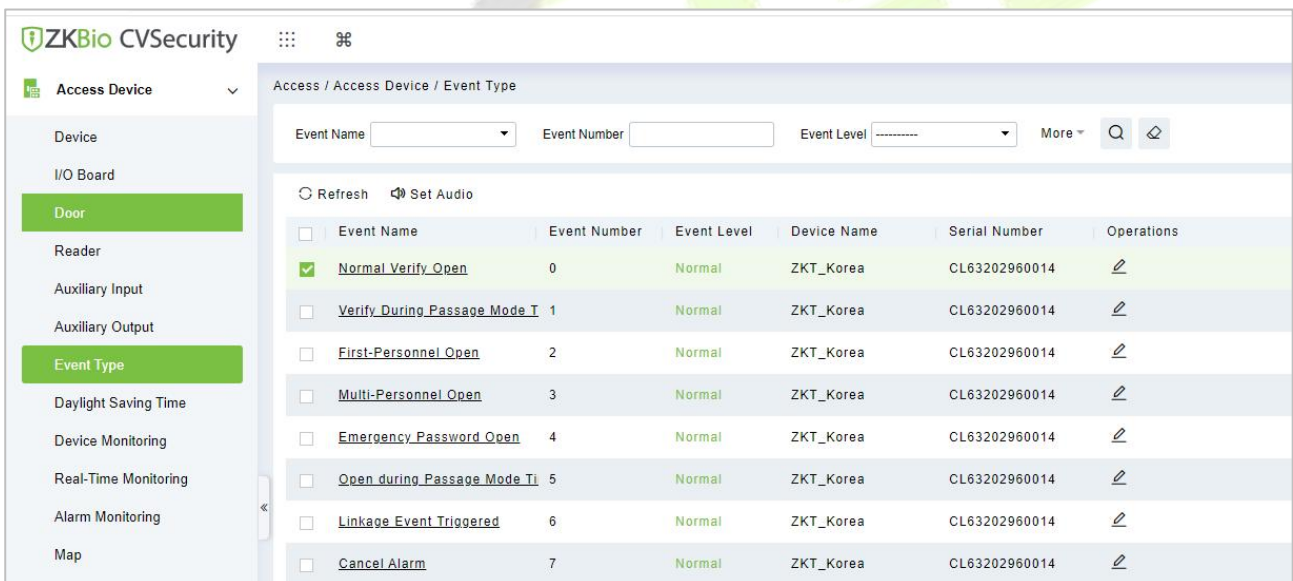 ZKBio CVSecurity
Access Device
Access / Access Device / Event Type
Device
I/O Board
Door
Reader
Auxiliary Input
Auxiliary Output
Event Type
Daylight Saving Time
Device Monitoring
Real-Time Monitoring
Alarm Monitoring
Map
Event Name Event Number Event Level ---------- More
Refresh Set Audio
Event Name Event Number Event Level Device Name Serial Number Operations
Normal Verify Open 0 Normal ZKT_Korea CL63202960014
Verify During Passage Mode T 1 Normal ZKT_Korea CL63202960014
First-Personnel Open 2 Normal ZKT_Korea CL63202960014
Multi-Personnel Open 3 Normal ZKT_Korea CL63202960014
Emergency Password Open 4 Normal ZKT_Korea CL63202960014
Open during Passage Mode Ti 5 Normal ZKT_Korea CL63202960014
Linkage Event Triggered 6 Normal ZKT_Korea CL63202960014
Cancel Alarm 7 Normal ZKT_Korea CL63202960014